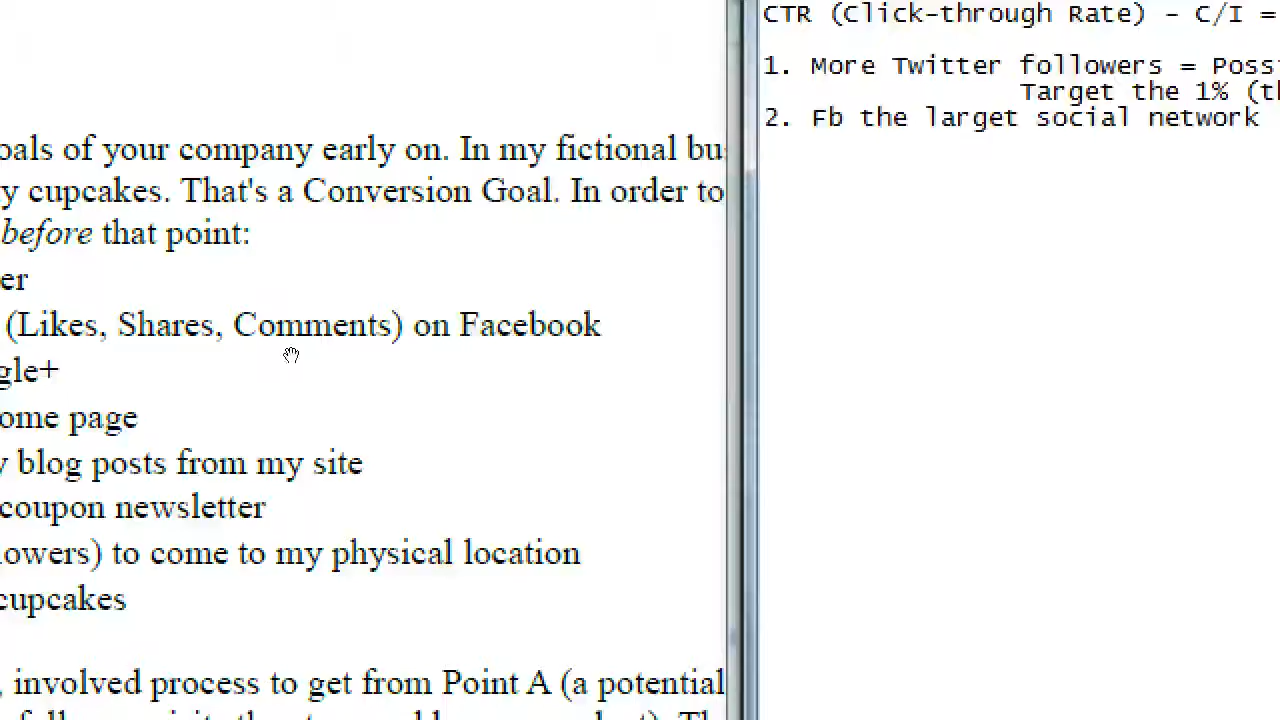 oals of your company early on. In my fictional bu
y cupcakes. That's a Conversion Goal. In order to
before that point:
er
(Likes, Shares, Comments) on Facebook
gle+
ome page
y blog posts from my site
coupon newsletter
lowers) to come to my physical location
cupcakes
, involved process to get from Point A (a potential
CTR (Click-through Rate) - C/I =
1. More Twitter followers = Poss
Target the 1% (th
2. Fb the larget social network